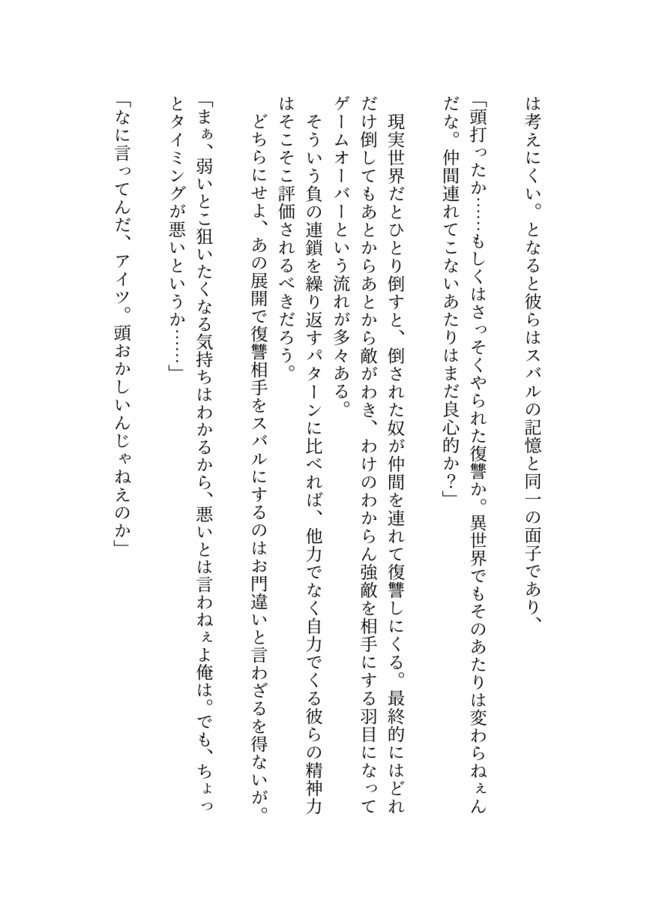 は考えにくい。となると彼らはスバルの記憶と同一の面子であり、
「頭打ったか……もしくはさっそくやられた復讐か。異世界でもそのあたりは変わらねぇん
だな。仲間連れてこないあたりはまだ良心的か？」
現実世界だとひとり倒すと、倒された奴が仲間を連れて復讐しにくる。最終的にはどれ
だけ倒してもあとからあとから敵がわき、わけのわからん強敵を相手にする羽目になって
ゲームオーバーという流れが多々ある。
そういう負の連鎖を繰り返すパターンに比べれば、他力でなく自力でくる彼らの精神力
はそこそこ評価されるべきだろう。
どちらにせよ、あの展開で復讐相手をスバルにするのはお門違いと言わざるを得ないが。
「まぁ、弱いとこ狙いたくなる気持ちはわかるから、悪いとは言わねぇよ俺は。でも、ちょっ
とタイミングが悪いというか……」
「なに言ってんだ、アイツ。頭おかしいんじゃねえのか」